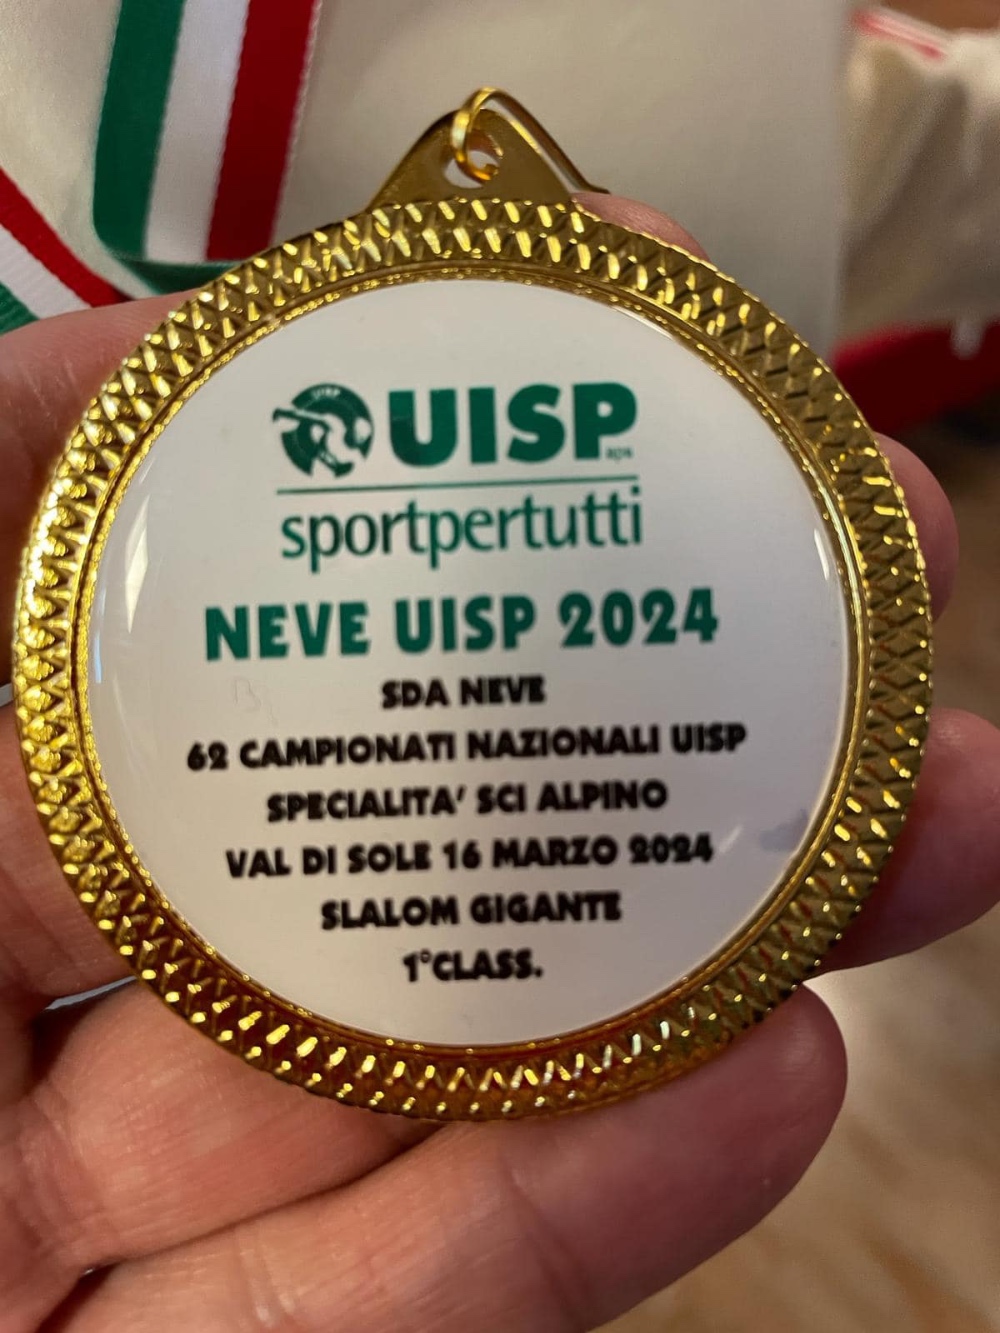 UISP
aps
sportpertutti
NEVE UISP 2024
SDA NEVE
62 CAMPIONATI NAZIONALI UISP
SPECIALITA' SCI ALPINO
VAL DI SOLE 16 MARZO 2024
SLALOM GIGANTE
1°CLASS.